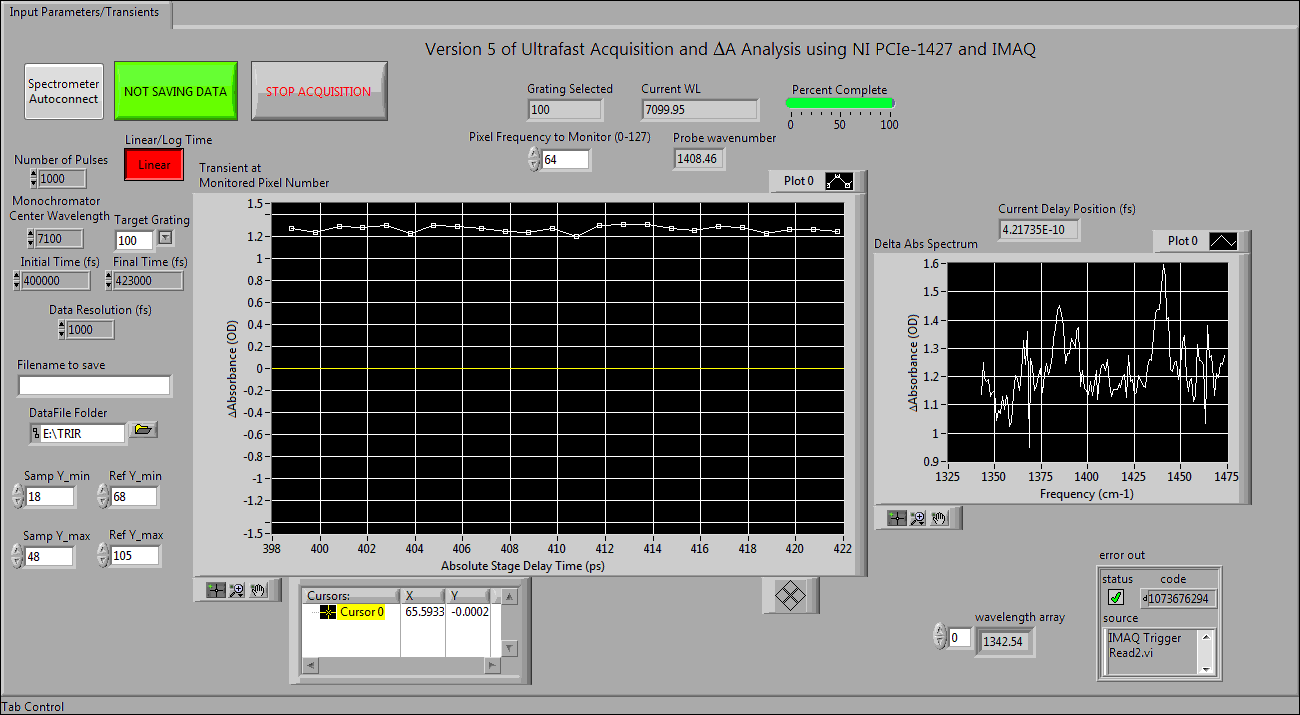 Input Parameters/Transients
Version 5 of Ultrafast Acquisition and ΔA Analysis using NI PCIe-1427 and IMAQ
Spectrometer
Autoconnect
NOT SAVING DATA
STOP ACQUISITION
Grating Selected
100
Current WL
7099.95
Percent Complete
0 50 100
Pixel Frequency to Monitor (0-127)
64
Probe wavenumber
1408.46
Linear/Log Time
Linear
Number of Pulses
1000
Monochromator
Center Wavelength
7100
Target Grating
100
Initial Time (fs)
400000
Final Time (fs)
423000
Data Resolution (fs)
1000
Filename to save
DataFile Folder
E:\TRIR
Samp Y_min
18
Ref Y_min
68
Samp Y_max
48
Ref Y_max
105
Transient at
Monitored Pixel Number
Plot 0
1.5
1.2
1
0.8
0.6
0.4
0.2
0
-0.2
-0.4
-0.6
-0.8
-1
-1.2
-1.5
ΔAbsorbance (OD)
398 400 402 404 406 408 410 412 414 416 418 420 422
Absolute Stage Delay Time (ps)
Cursors: X Y
Cursor 0 65.5933 -0.0002
Current Delay Position (fs)
4.21735E-10
Delta Abs Spectrum
Plot 0
1.6
1.5
1.4
1.3
1.2
1.1
1
0.9
ΔAbsorbance (OD)
1325 1350 1375 1400 1425 1450 1475
Frequency (cm-1)
wavelength array
0
1342.54
error out
status code
d1073676294
source
IMAQ Trigger
Read2.vi
Tab Control